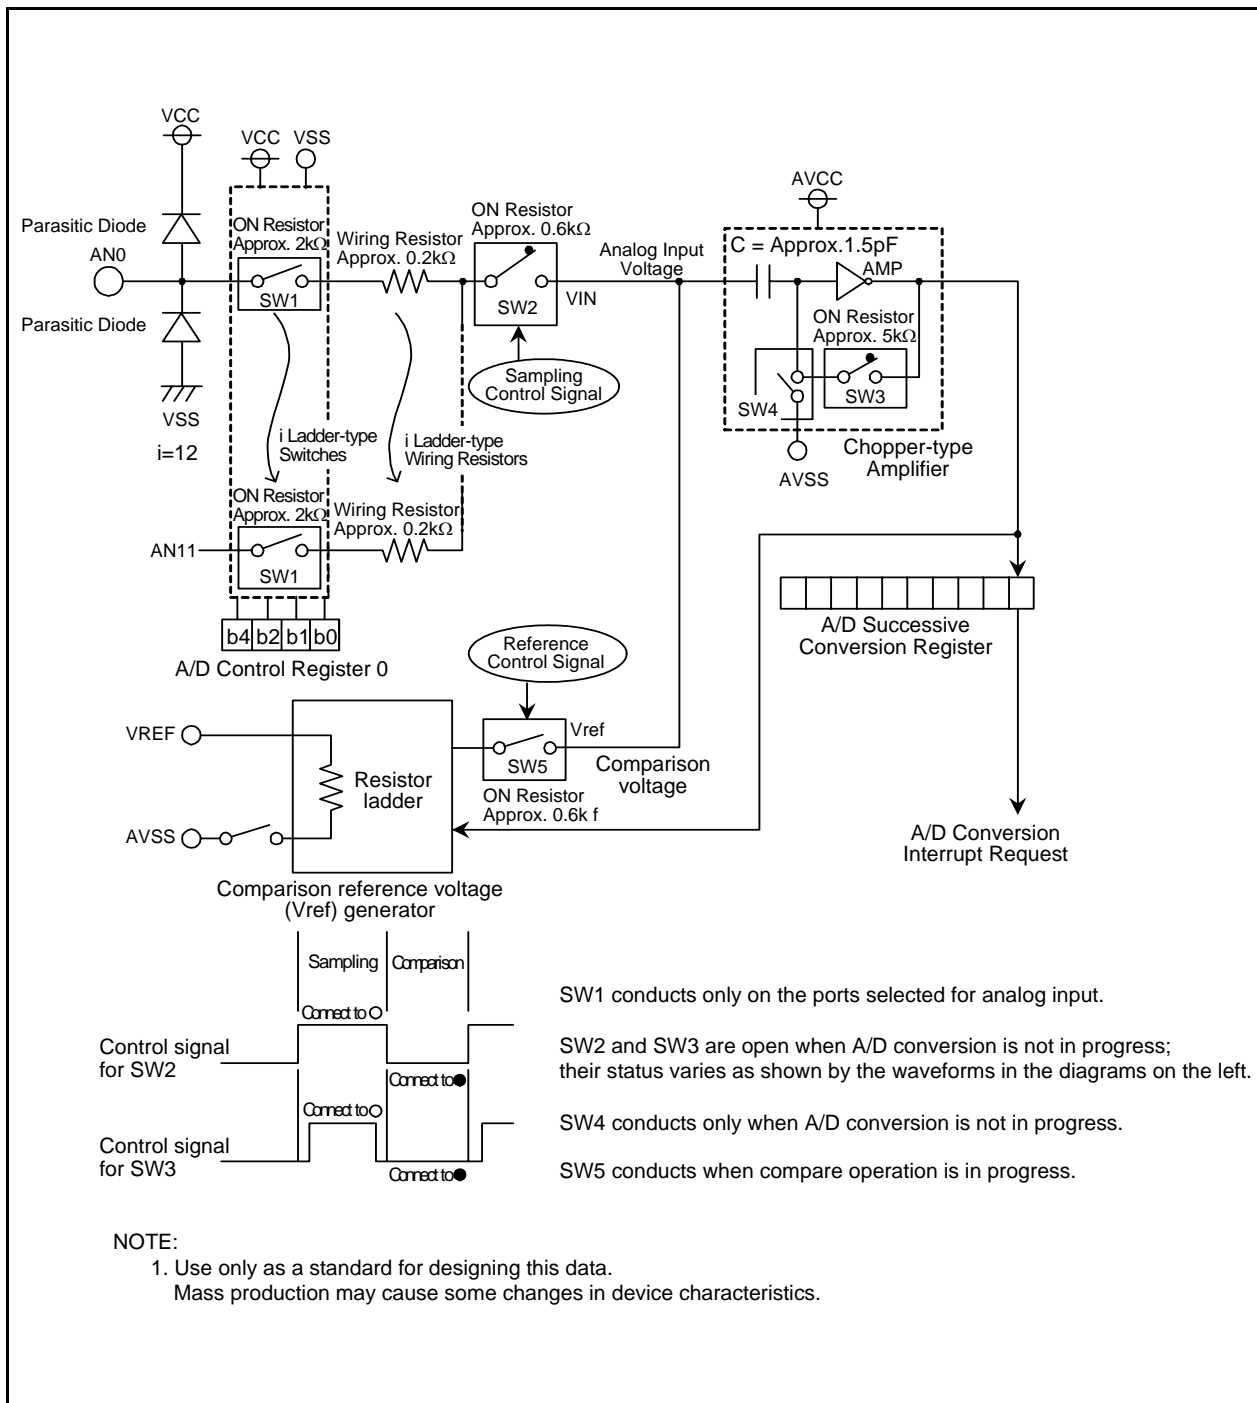 VCC
VCC
VSS
AVCC
Parasitic Diode
AN0
Parasitic Diode
VSS
i=12
ON Resistor
Approx. 2kΩ
SW1
Wiring Resistor
Approx. 0.2kΩ
ON Resistor
Approx. 0.6kΩ
SW2
VIN
Analog Input
Voltage
Sampling
Control Signal
C = Approx.1.5pF
AMP
ON Resistor
Approx. 5kΩ
SW3
SW4
AVSS
Chopper-type
Amplifier
i Ladder-type
Switches
i Ladder-type
Wiring Resistors
ON Resistor
Approx. 2kΩ
Wiring Resistor
Approx. 0.2kΩ
AN11
SW1
b4 b2 b1 b0
A/D Control Register 0
A/D Successive
Conversion Register
Reference
Control Signal
VREF
AVSS
Resistor
ladder
Vref
SW5
Comparison
voltage
ON Resistor
Approx. 0.6k f
A/D Conversion
Interrupt Request
Comparison reference voltage
(Vref) generator
Sampling
Comparison
Connect to
Control signal
for SW2
Connect to
Connect to
Control signal
for SW3
Connect to
SW1 conducts only on the ports selected for analog input.
SW2 and SW3 are open when A/D conversion is not in progress;
their status varies as shown by the waveforms in the diagrams on the left.
SW4 conducts only when A/D conversion is not in progress.
SW5 conducts when compare operation is in progress.
NOTE:
1. Use only as a standard for designing this data.
Mass production may cause some changes in device characteristics.